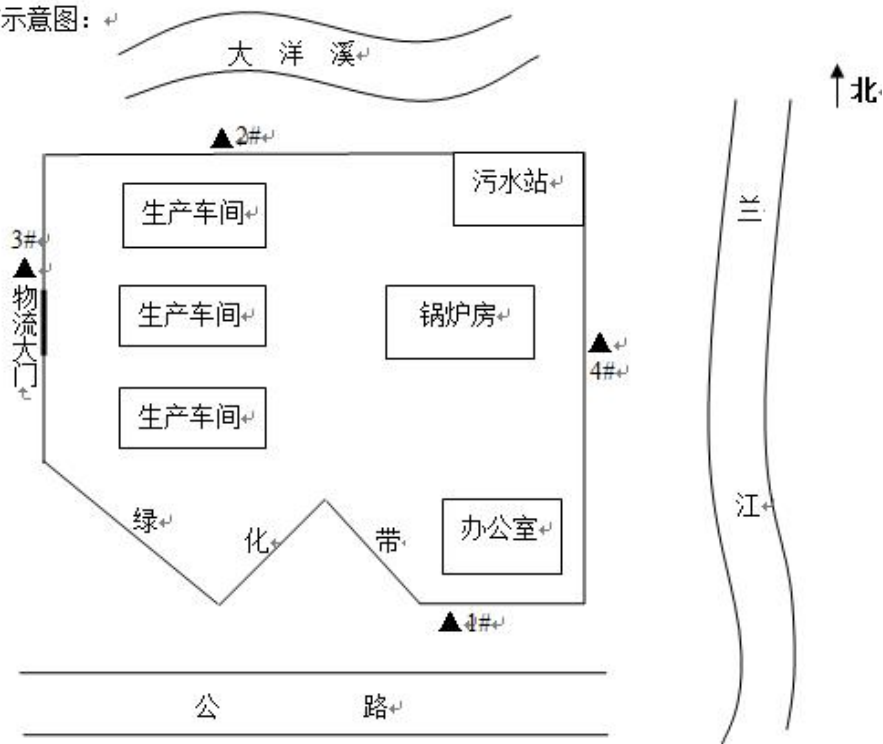 示意图：
大洋溪
北
▲2#
污水站
生产车间
兰
3#
▲
物流大门
生产车间
锅炉房
▲
4#
生产车间
江
绿化带
办公室
▲1#
公路